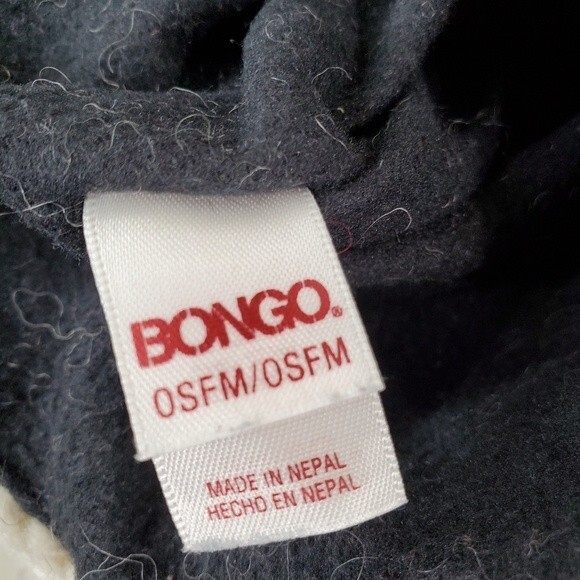 BONGO®
OSFM/OSFM
MADE IN NEPAL
HECHO EN NEPAL